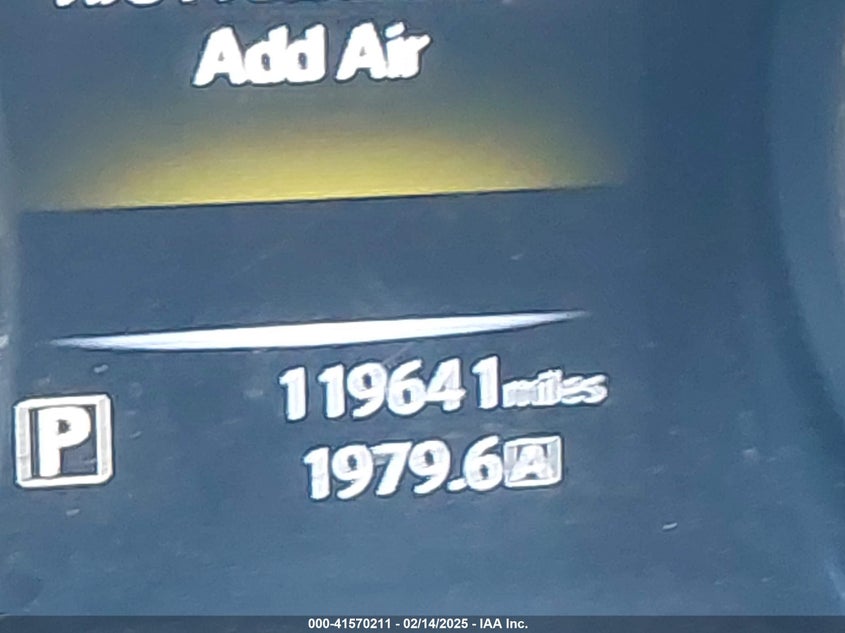 Add Air
119641 miles
P
1979.6 A
000-41570211 - 02/14/2025 - IAA Inc.